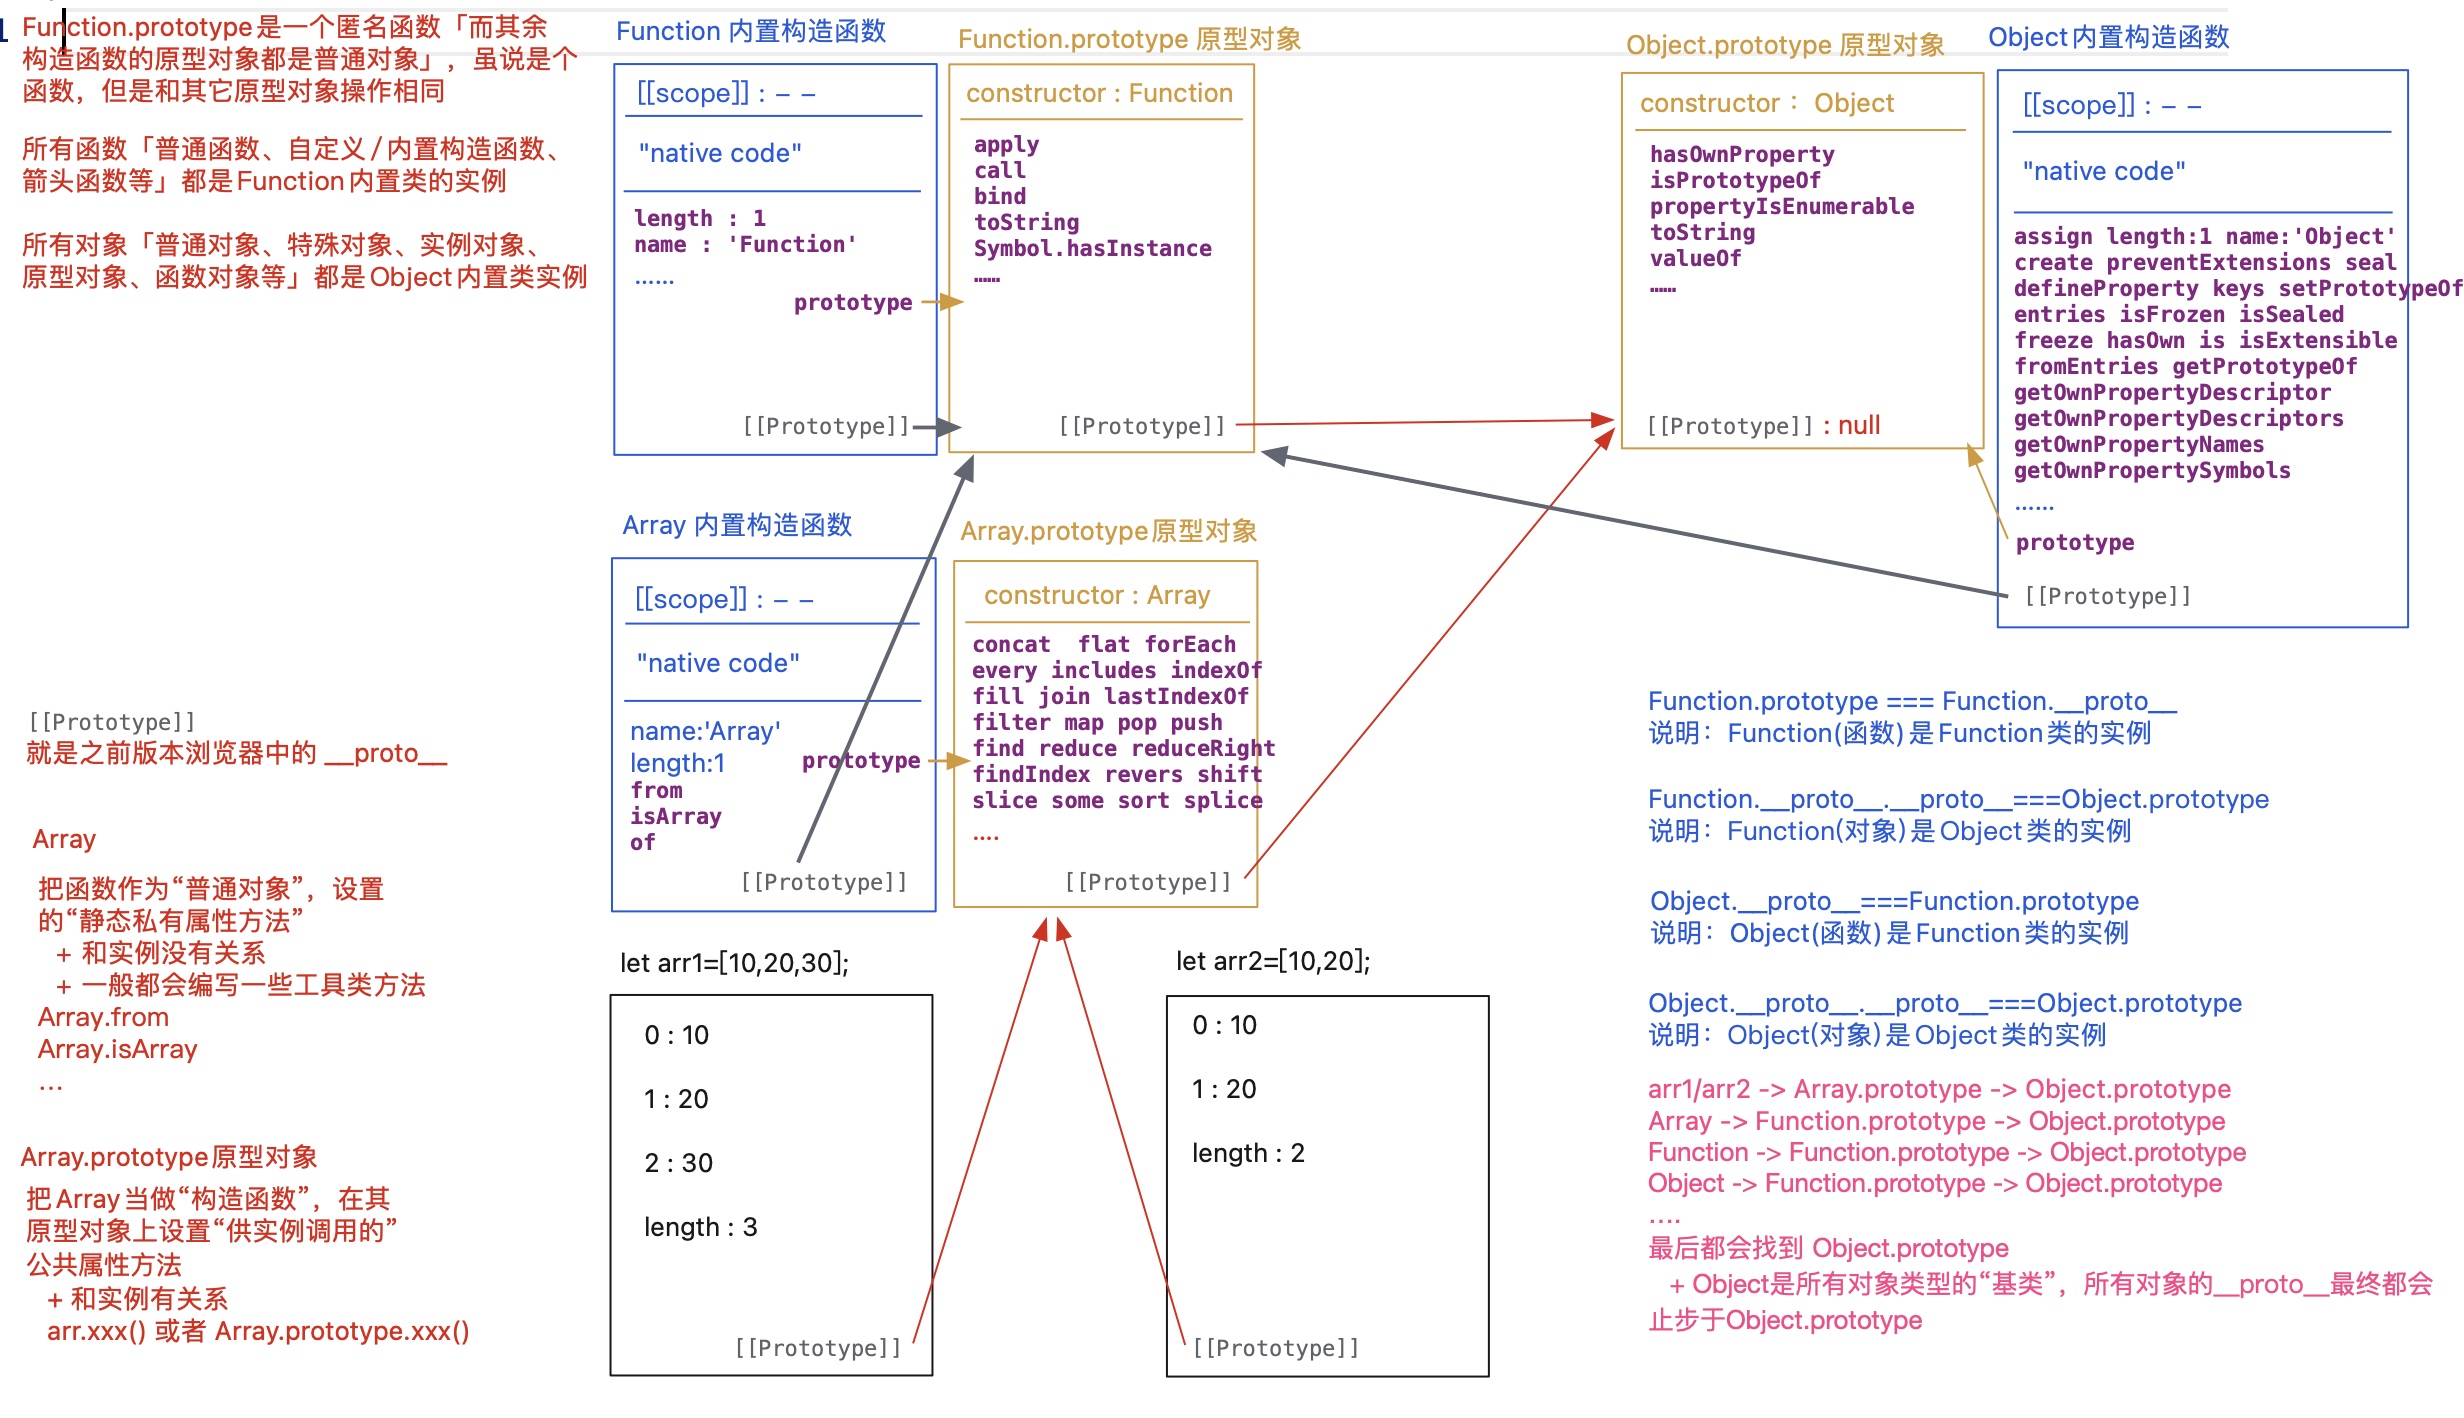 1
Function.prototype是一个匿名函数「而其余
构造函数的原型对象都是普通对象」，虽说是个
函数，但是和其它原型对象操作相同
所有函数「普通函数、自定义/内置构造函数、
箭头函数等」都是Function内置类的实例
所有对象「普通对象、特殊对象、实例对象、
原型对象、函数对象等」都是Object内置类实例
[[Prototype]]
就是之前版本浏览器中的 __proto__
Array
把函数作为“普通对象”，设置
的“静态私有属性方法”
+ 和实例没有关系
+ 一般都会编写一些工具类方法
Array.from
Array.isArray
...
Array.prototype原型对象
把Array当做“构造函数”，在其
原型对象上设置“供实例调用的”
公共属性方法
+ 和实例有关系
arr.xxx() 或者 Array.prototype.xxx()
Function 内置构造函数
[[scope]] : – –
"native code"
length : 1
name : 'Function'
......
prototype
[[Prototype]]
Function.prototype 原型对象
constructor : Function
apply
call
bind
toString
Symbol.hasInstance
……
[[Prototype]]
Object.prototype 原型对象
constructor : Object
hasOwnProperty
isPrototypeOf
propertyIsEnumerable
toString
valueOf
……
[[Prototype]] : null
Object内置构造函数
[[scope]] : – –
"native code"
assign length:1 name:'Object'
create preventExtensions seal
defineProperty keys setPrototypeOf
entries isFrozen isSealed
freeze hasOwn is isExtensible
fromEntries getPrototypeOf
getOwnPropertyDescriptor
getOwnPropertyDescriptors
getOwnPropertyNames
getOwnPropertySymbols
......
prototype
[[Prototype]]
Array 内置构造函数
[[scope]] : – –
"native code"
name:'Array'
length:1
prototype
from
isArray
of
[[Prototype]]
Array.prototype原型对象
constructor : Array
concat  flat forEach
every includes indexOf
fill join lastIndexOf
filter map pop push
find reduce reduceRight
findIndex revers shift
slice some sort splice
....
[[Prototype]]
let arr1=[10,20,30];
0 : 10
1 : 20
2 : 30
length : 3
[[Prototype]]
let arr2=[10,20];
0 : 10
1 : 20
length : 2
[[Prototype]]
Function.prototype === Function.__proto__
说明：Function(函数)是Function类的实例
Function.__proto__.__proto__===Object.prototype
说明：Function(对象)是Object类的实例
Object.__proto__===Function.prototype
说明：Object(函数)是Function类的实例
Object.__proto__.__proto__===Object.prototype
说明：Object(对象)是Object类的实例
arr1/arr2 -> Array.prototype -> Object.prototype
Array -> Function.prototype -> Object.prototype
Function -> Function.prototype -> Object.prototype
Object -> Function.prototype -> Object.prototype
....
最后都会找到 Object.prototype
+ Object是所有对象类型的“基类”，所有对象的__proto__最终都会
止步于Object.prototype